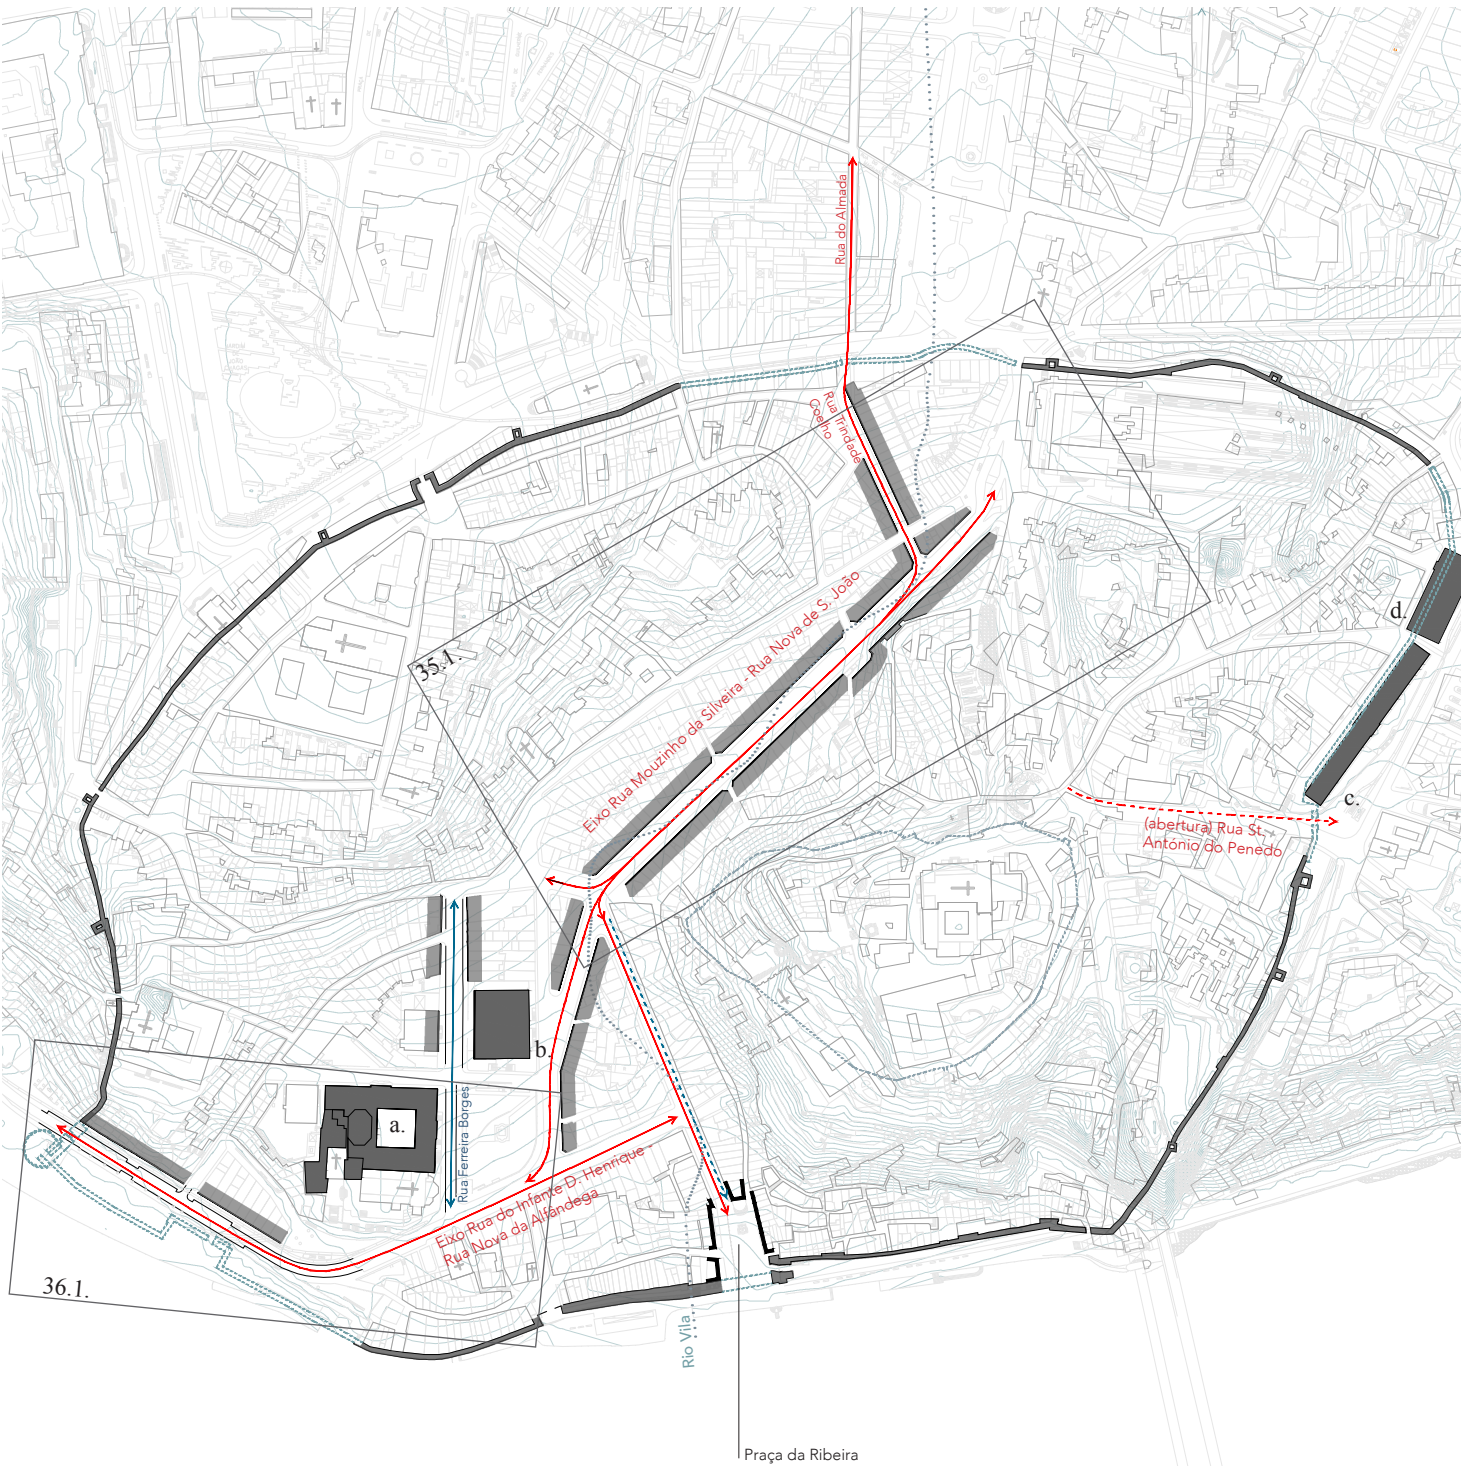 Rua do Almada
Rua Trindade
Coelho
35.1.
Eixo Rua Mouzinho da Silveira - Rua Nova de S. João
d.
c.
(abertura) Rua St.
António do Penedo
b.
a.
Rua Ferreira Borges
Eixo Rua do Infante D. Henrique -
Rua Nova da Alfândega
36.1.
Rio Vila
Praça da Ribeira